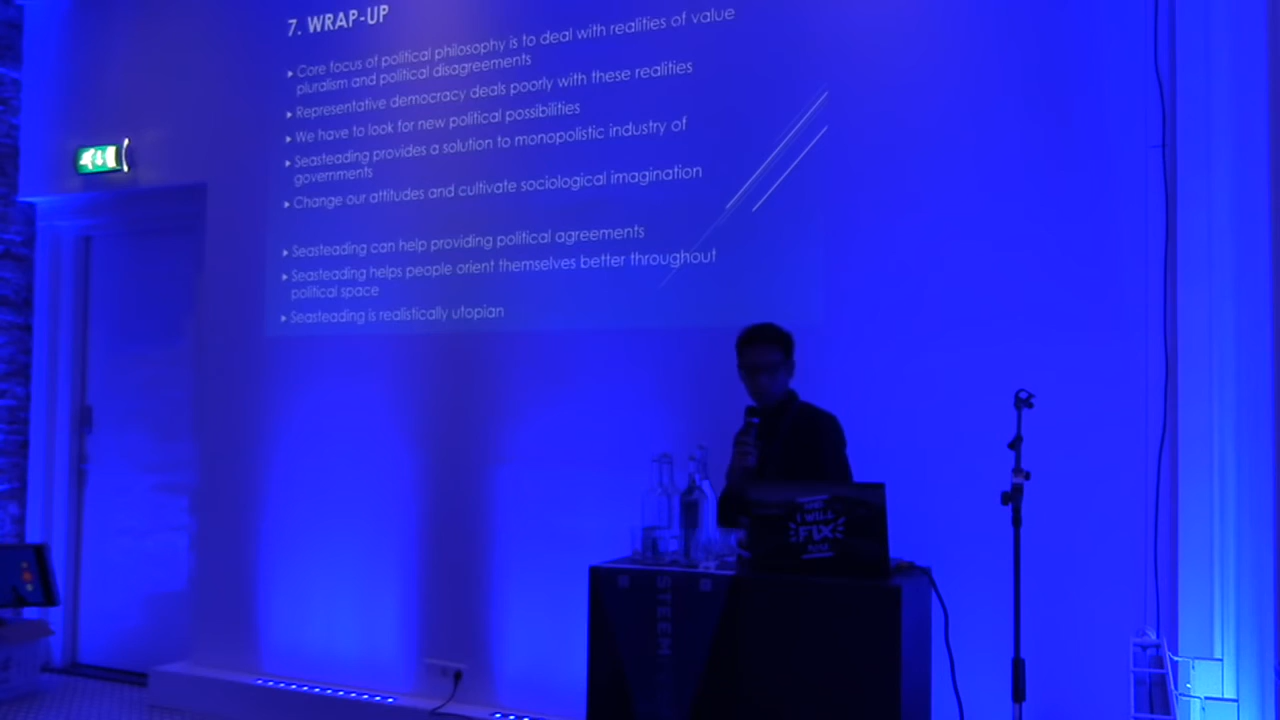 7. WRAP-UP
Core focus of political philosophy is to deal with realities of value
pluralism and political disagreements
Representative democracy deals poorly with these realities
We have to look for new political possibilities
Seasteading provides a solution to monopolistic industry of
governments
Change our attitudes and cultivate sociological imagination
Seasteading can help providing political agreements
Seasteading helps people orient themselves better throughout
political space
Seasteading is realistically utopian
I WILL
FIX
STEEM